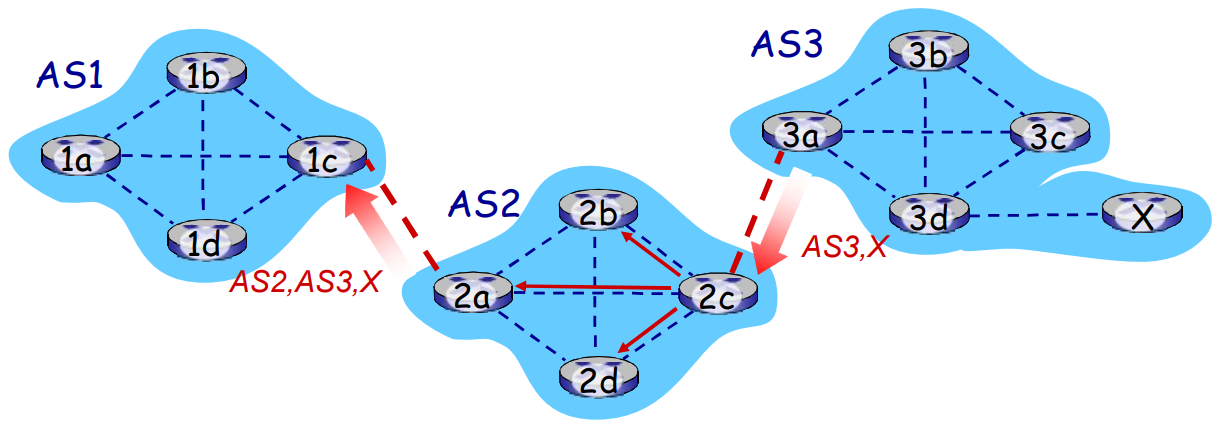 AS1
1b
1a
1c
1d
AS2,AS3,X
AS2
2b
2a
2c
2d
AS3
3b
3a
3c
3d
X
AS3,X